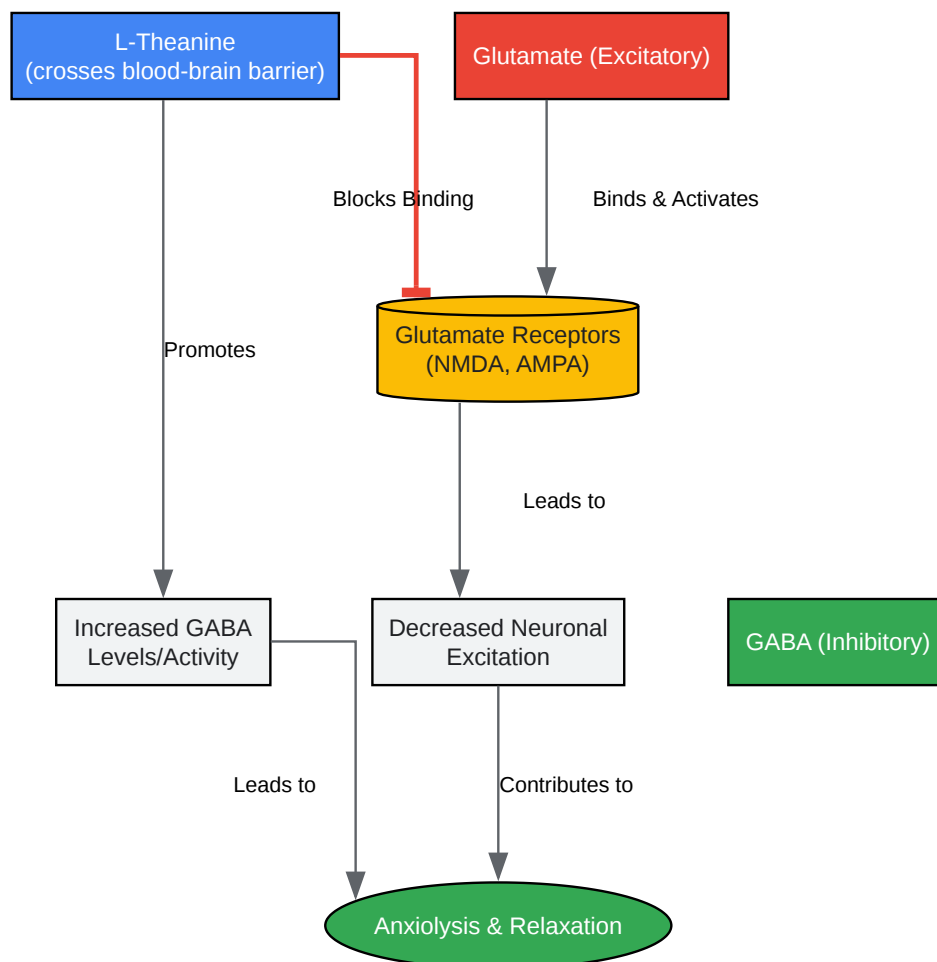 L-Theanine
(crosses blood-brain barrier)
Glutamate (Excitatory)
Blocks Binding
Binds & Activates
Glutamate Receptors
(NMDA, AMPA)
Promotes
Leads to
Increased GABA
Levels/Activity
Decreased Neuronal
Excitation
GABA (Inhibitory)
Leads to
Contributes to
Anxiolysis & Relaxation